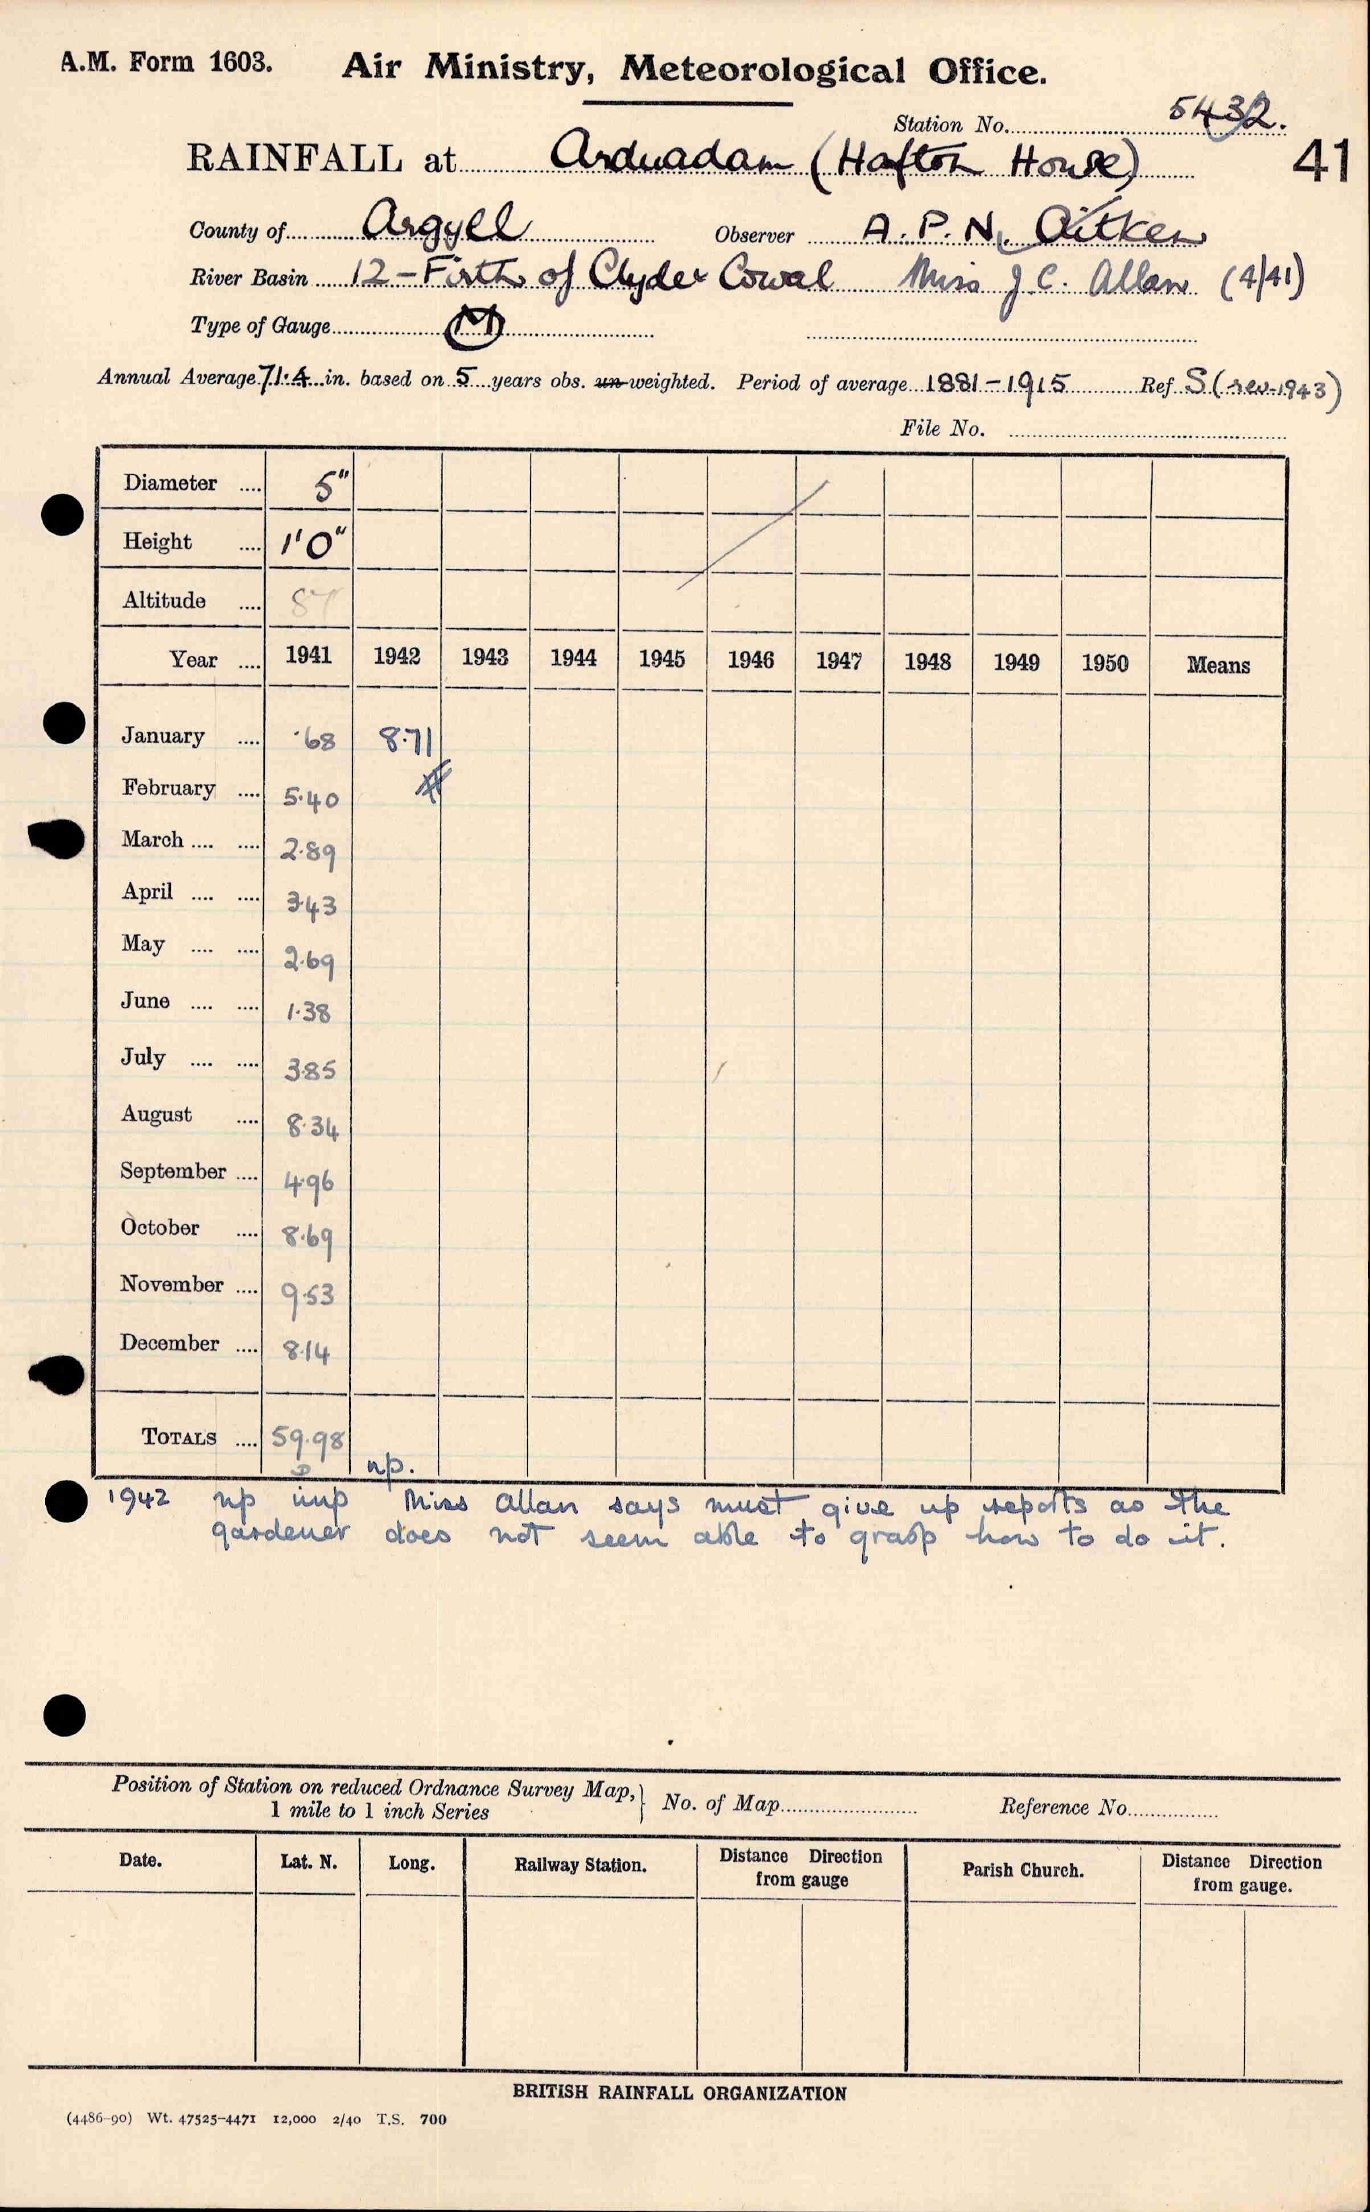 A.M. Form 1603. Air Ministry, Meteorological Office.
Station No. 5432.
RAINFALL at Arduadam (Hafton House) 41
County of Argyll Observer A. P. N. Aitken
River Basin 12 - Firth of Clyde & Cowal Miss J C. Allan (4/41)
Type of Gauge M
Annual Average 71.4 in. based on 5 years obs. un-weighted. Period of average 1881-1915 Ref. S (rev. 1943)
File No.
Diameter .... 5"
Height .... 1'0"
Altitude .... 87
Year .... 1941 1942 1943 1944 1945 1946 1947 1948 1949 1950 Means
January .... .68 8.71
February .... 5.40
March .... .... 2.89
April .... .... 3.43
May .... .... 2.69
June .... .... 1.38
July .... .... 3.85
August .... 8.34
September .... 4.96
October .... 8.69
November .... 9.53
December .... 8.14
TOTALS .... 59.98 np.
1942 np imp Miss Allan says must give up reports as the
gardener does not seem able to grasp how to do it.
Position of Station on reduced Ordnance Survey Map,
1 mile to 1 inch Series
No. of Map
Reference No.
Date. Lat. N. Long. Railway Station. Distance Direction from gauge Parish Church. Distance Direction from gauge.
BRITISH RAINFALL ORGANIZATION
(4486-90) Wt. 47525-4471 12,000 2/40 T.S. 700